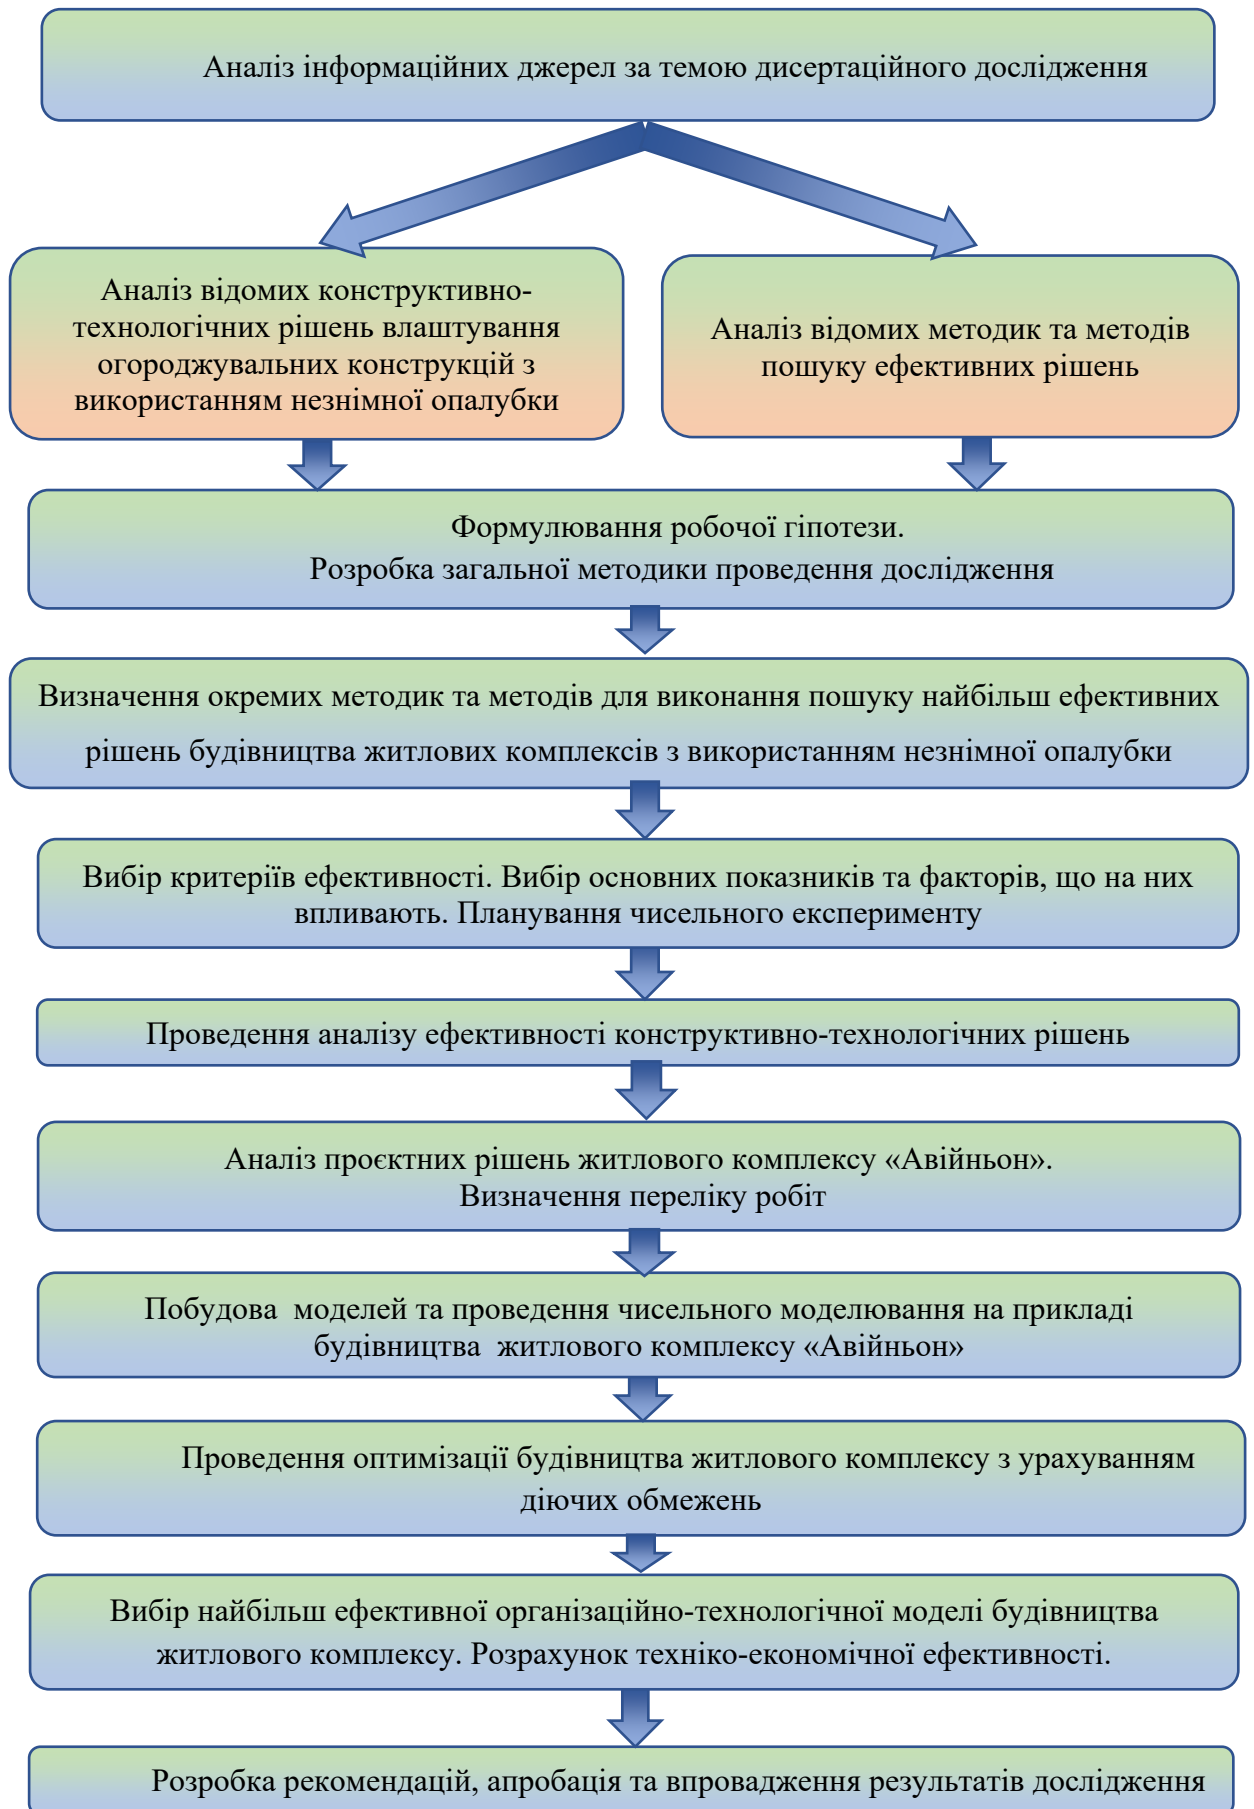 Аналіз інформаційних джерел за темою дисертаційного дослідження
Аналіз відомих конструктивно-
технологічних рішень влаштування
огороджувальних конструкцій з
використанням незнімної опалубки
Аналіз відомих методик та методів
пошуку ефективних рішень
Формулювання робочої гіпотези.
Розробка загальної методики проведення дослідження
Визначення окремих методик та методів для виконання пошуку найбільш ефективних
рішень будівництва житлових комплексів з використанням незнімної опалубки
Вибір критеріїв ефективності. Вибір основних показників та факторів, що на них
впливають. Планування чисельного експерименту
Проведення аналізу ефективності конструктивно-технологічних рішень
Аналіз проєктних рішень житлового комплексу «Авійньон».
Визначення переліку робіт
Побудова моделей та проведення чисельного моделювання на прикладі
будівництва житлового комплексу «Авійньон»
Проведення оптимізації будівництва житлового комплексу з урахуванням
діючих обмежень
Вибір найбільш ефективної організаційно-технологічної моделі будівництва
житлового комплексу. Розрахунок техніко-економічної ефективності.
Розробка рекомендацій, апробація та впровадження результатів дослідження